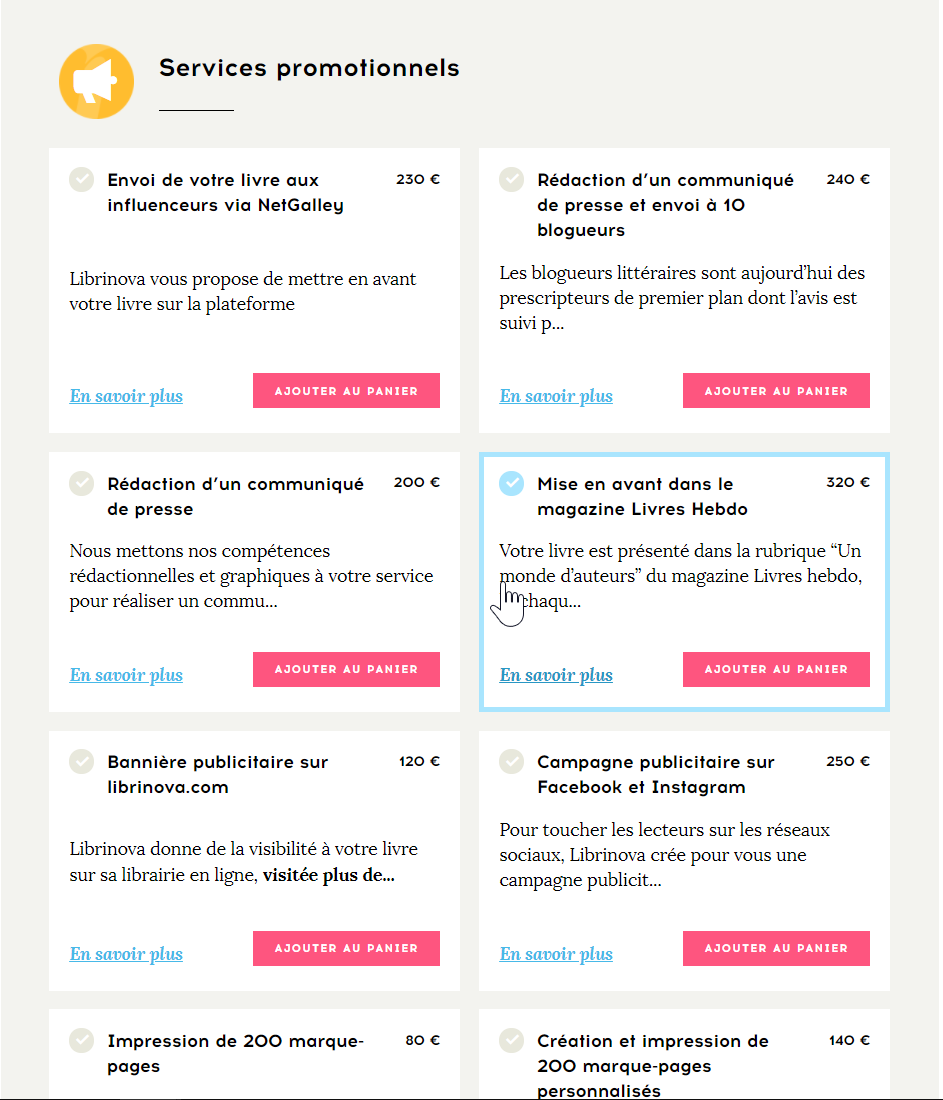 Services promotionnels
Envoi de votre livre aux
influenceurs via NetGalley
230 €
Librinova vous propose de mettre en avant
votre livre sur la plateforme
En savoir plus
AJOUTER AU PANIER
Rédaction d’un communiqué
de presse et envoi à 10
blogueurs
240 €
Les blogueurs littéraires sont aujourd’hui des
prescripteurs de premier plan dont l’avis est
suivi p...
En savoir plus
AJOUTER AU PANIER
Rédaction d’un communiqué
de presse
200 €
Nous mettons nos compétences
rédactionnelles et graphiques à votre service
pour réaliser un commu...
En savoir plus
AJOUTER AU PANIER
Mise en avant dans le
magazine Livres Hebdo
320 €
Votre livre est présenté dans la rubrique “Un
monde d’auteurs” du magazine Livres hebdo,
chaqu...
En savoir plus
AJOUTER AU PANIER
Bannière publicitaire sur
librinova.com
120 €
Librinova donne de la visibilité à votre livre
sur sa librairie en ligne, visitée plus de...
En savoir plus
AJOUTER AU PANIER
Campagne publicitaire sur
Facebook et Instagram
250 €
Pour toucher les lecteurs sur les réseaux
sociaux, Librinova crée pour vous une
campagne publicit...
En savoir plus
AJOUTER AU PANIER
Impression de 200 marque-
pages
80 €
Création et impression de
200 marque-pages
personnalisés
140 €